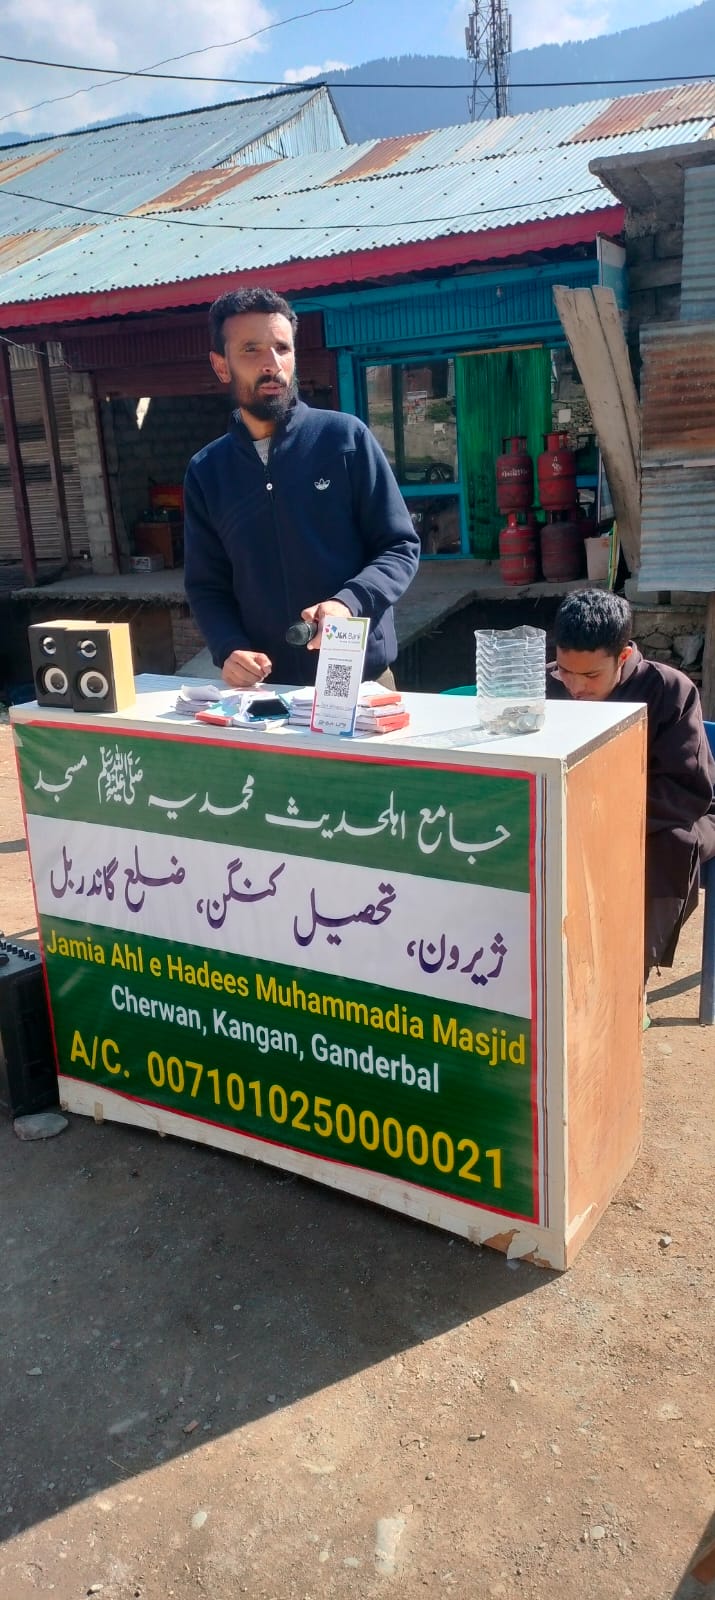 J&K Bank
جامع اہلحدیث محمدیہ ﷺ مسجد
ژیرون، تحصیل کنگن، ضلع گاندربل
Jamia Ahl e Hadees Muhammadia Masjid
Cherwan, Kangan, Ganderbal
A/C. 0071010250000021